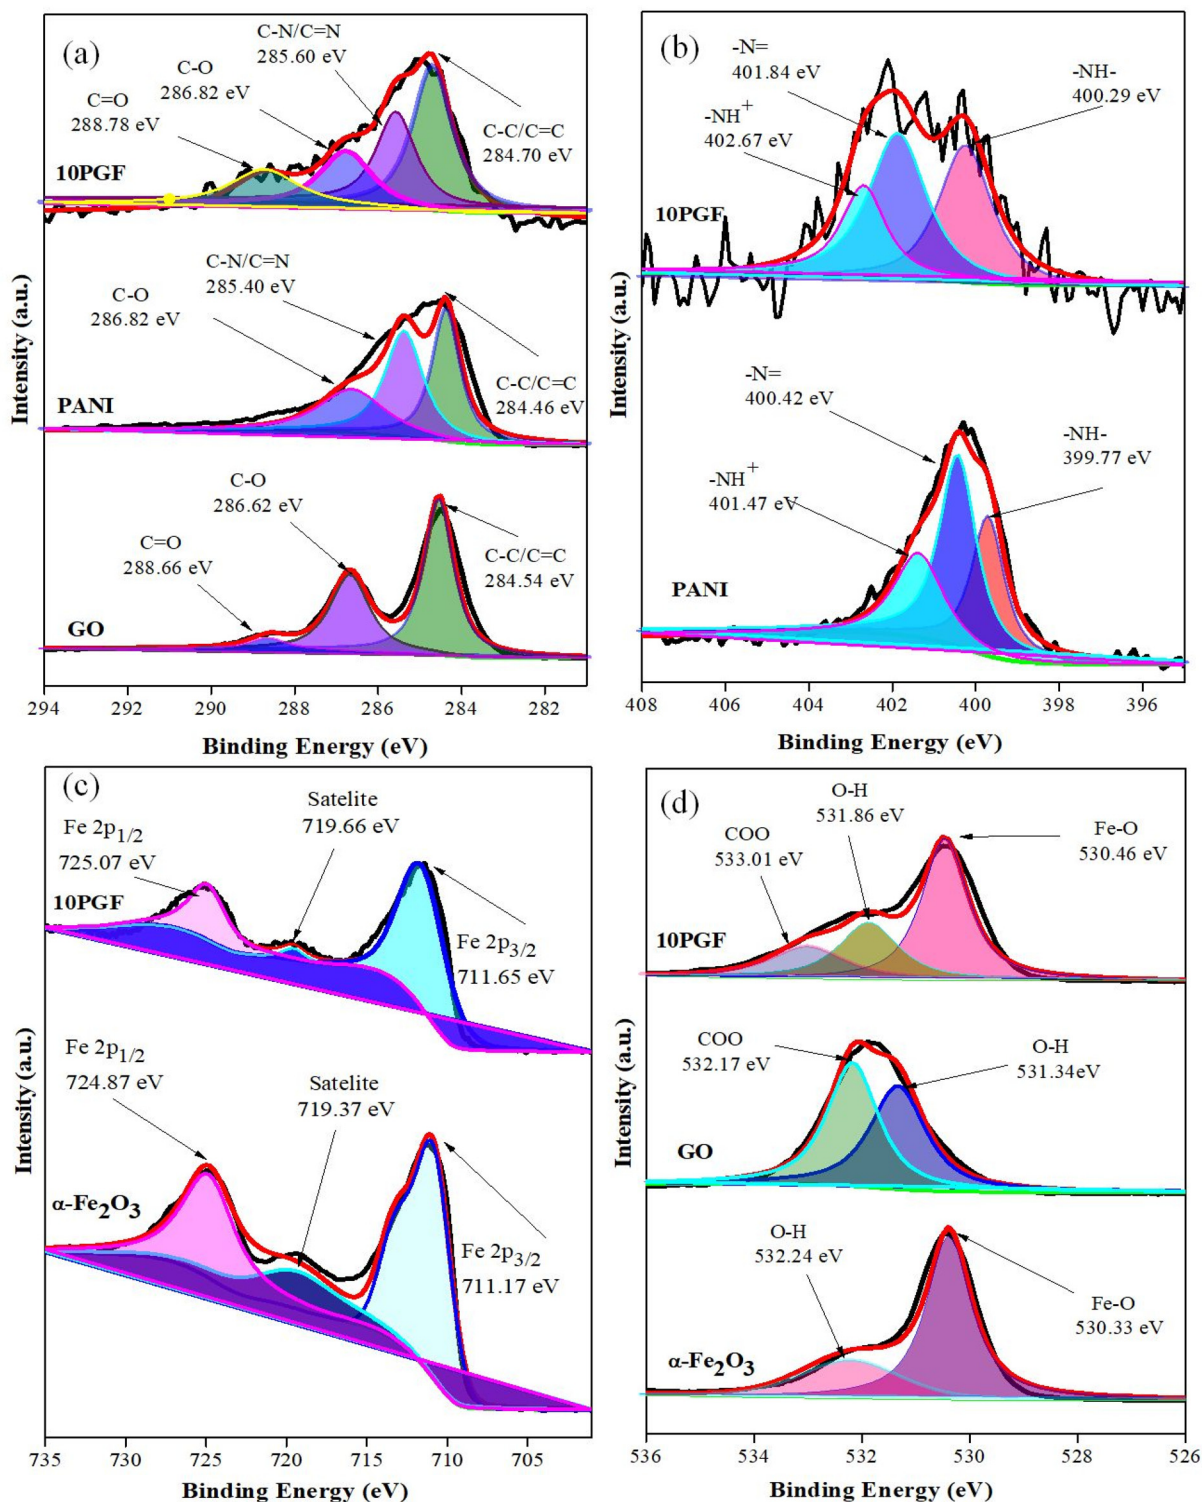 (a)
C-N/C=N
285.60 eV
C-O
286.82 eV
C=O
288.78 eV
C-C/C=C
284.70 eV
10PGF
C-N/C=N
285.40 eV
C-O
286.82 eV
C-C/C=C
284.46 eV
PANI
C-O
286.62 eV
C=O
288.66 eV
C-C/C=C
284.54 eV
GO
Intensity (a.u.)
294 292 290 288 286 284 282
Binding Energy (eV)
(b)
-N=
401.84 eV
-NH-
400.29 eV
-NH+
402.67 eV
10PGF
-N=
400.42 eV
-NH-
399.77 eV
-NH+
401.47 eV
PANI
Intensity (a.u.)
408 406 404 402 400 398 396
Binding Energy (eV)
(c)
Satelite
719.66 eV
Fe 2p1/2
725.07 eV
10PGF
Fe 2p3/2
711.65 eV
Fe 2p1/2
724.87 eV
Satelite
719.37 eV
α-Fe2O3
Fe 2p3/2
711.17 eV
Intensity (a.u.)
735 730 725 720 715 710 705
Binding Energy (eV)
(d)
O-H
531.86 eV
Fe-O
530.46 eV
COO
533.01 eV
10PGF
COO
532.17 eV
O-H
531.34eV
GO
O-H
532.24 eV
Fe-O
530.33 eV
α-Fe2O3
Intensity (a.u.)
536 534 532 530 528 526
Binding Energy (eV)